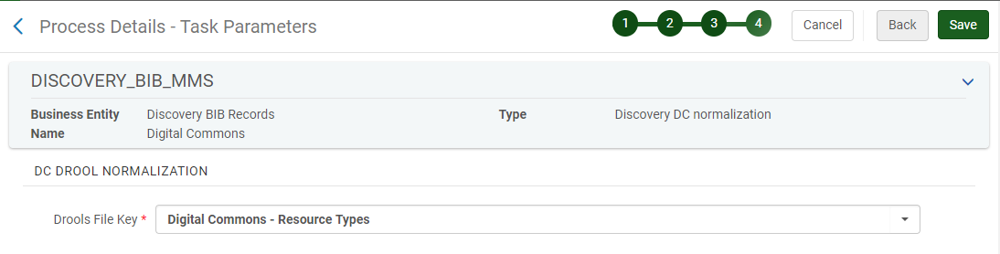 Process Details - Task Parameters
1 2 3 4
Cancel Back Save
DISCOVERY_BIB_MMS
Business Entity Discovery BIB Records Type Discovery DC normalization
Name Digital Commons
DC DROOL NORMALIZATION
Drools File Key * Digital Commons - Resource Types